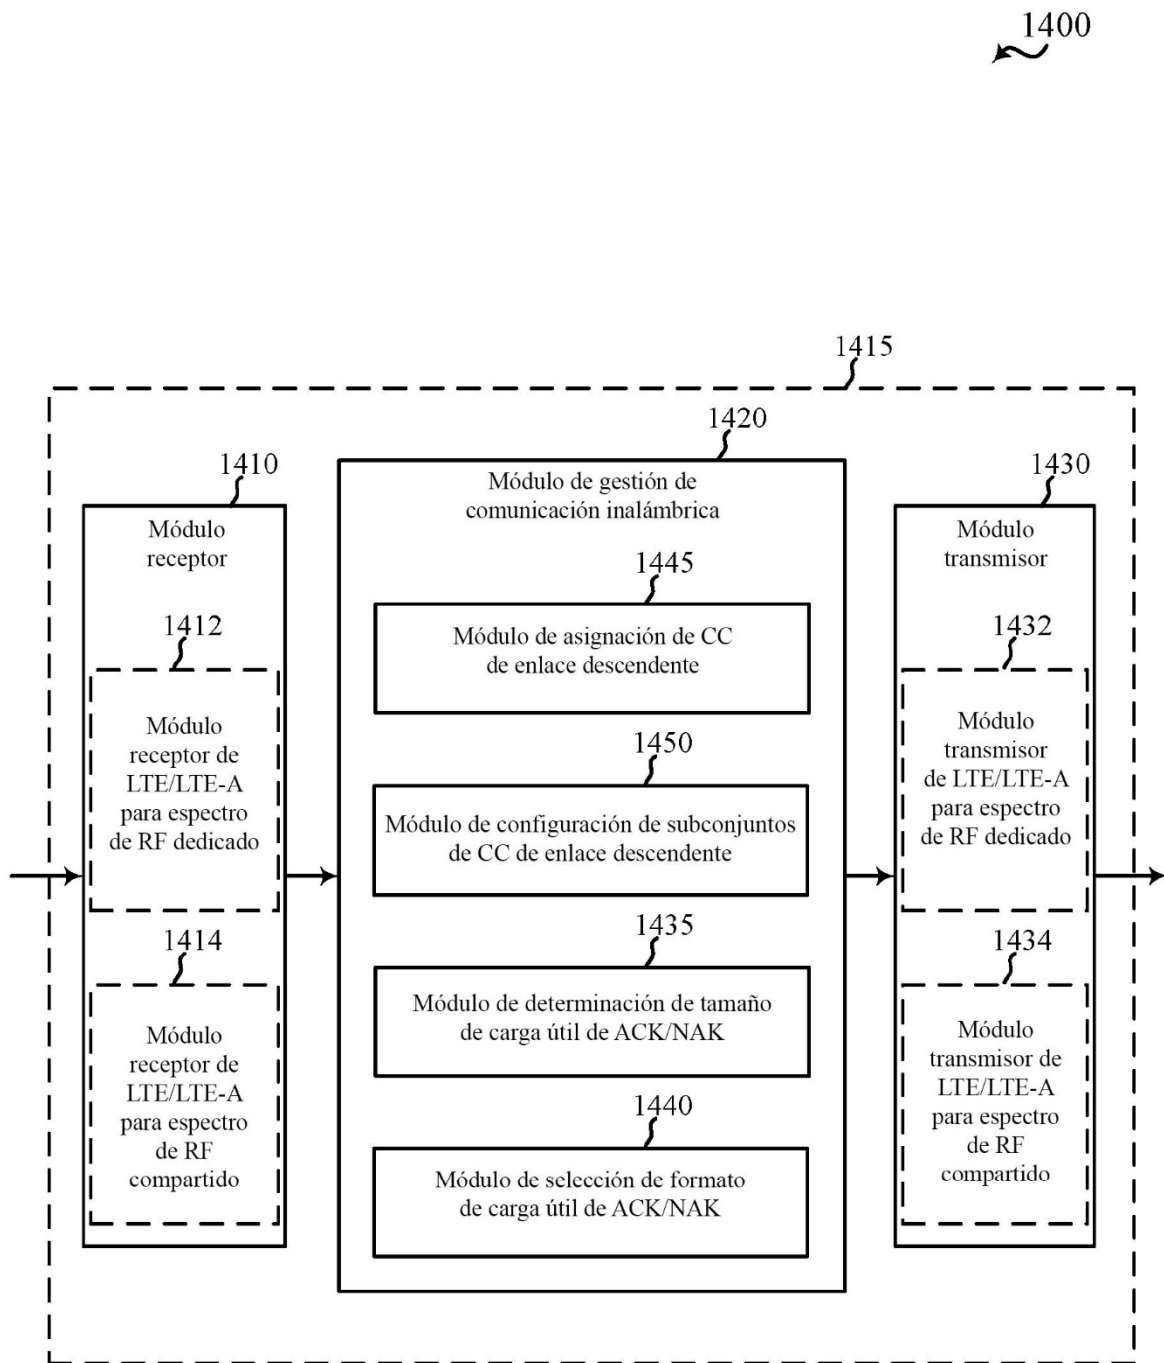 1400
1415
1420
1410
1430
Módulo de gestión de
comunicación inalámbrica
Módulo
receptor
Módulo
transmisor
1445
Módulo de asignación de CC
de enlace descendente
1412
Módulo
receptor de
LTE/LTE-A
para espectro
de RF dedicado
1432
Módulo
transmisor
de LTE/LTE-A
para espectro
de RF dedicado
1450
Módulo de configuración de subconjuntos
de CC de enlace descendente
1435
Módulo de determinación de tamaño
de carga útil de ACK/NAK
1414
Módulo
receptor de
LTE/LTE-A
para espectro
de RF
compartido
1434
Módulo
transmisor de
LTE/LTE-A
para espectro
de RF
compartido
1440
Módulo de selección de formato
de carga útil de ACK/NAK